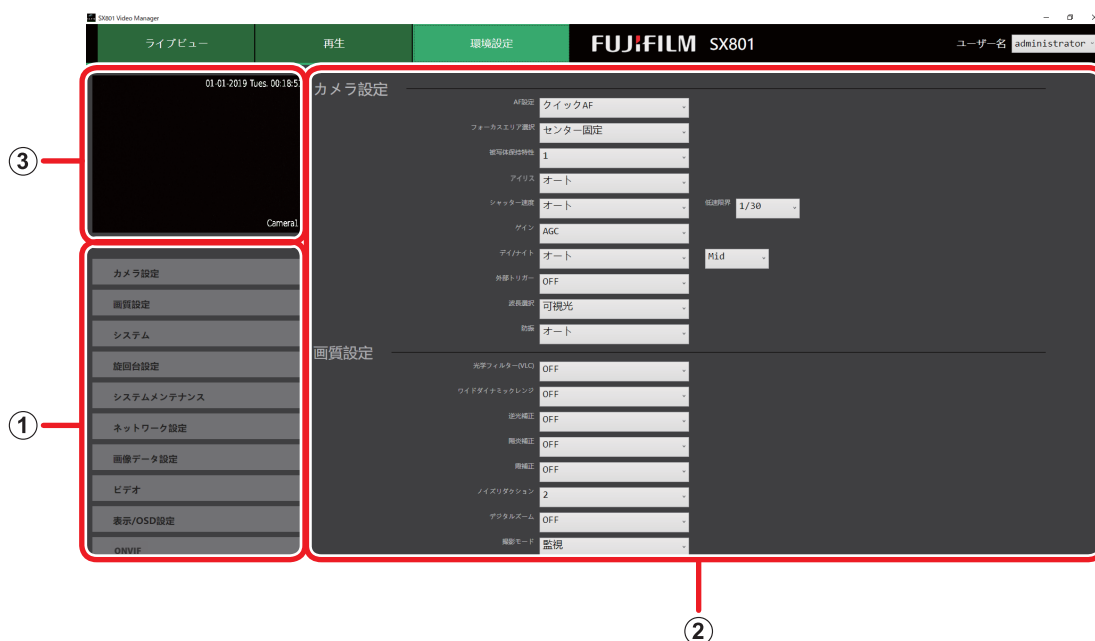 SX801 Video Manager
ライブビュー 再生 環境設定 FUJIFILM SX801 ユーザー名 administrator
01-01-2019 Tues. 00:18:5
Camera1
③
カメラ設定
画質設定
システム
旋回台設定
システムメンテナンス
ネットワーク設定
画像データ設定
ビデオ
表示/OSD設定
ONVIF
①
カメラ設定
AF設定 クイックAF
フォーカスエリア選択 センター固定
被写体保持特性 1
アイリス オート
シャッター速度 オート 低速限界 1/30
ゲイン AGC
デイ/ナイト オート Mid
外部トリガー OFF
波長選択 可視光
防振 オート
画質設定
光学フィルター(VLC) OFF
ワイドダイナミックレンジ OFF
逆光補正 OFF
陽炎補正 OFF
霧補正 OFF
ノイズリダクション 2
デジタルズーム OFF
撮影モード 監視
②